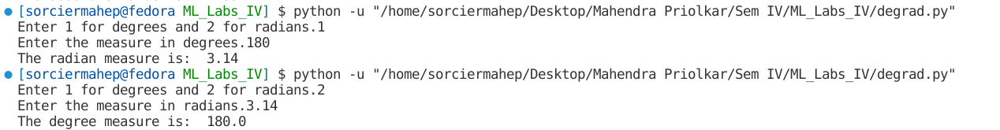 [sorciermahep@fedora ML_Labs_IV] $ python -u "/home/sorciermahep/Desktop/Mahendra Priolkar/Sem IV/ML_Labs_IV/degrad.py"
Enter 1 for degrees and 2 for radians.1
Enter the measure in degrees.180
The radian measure is:  3.14
[sorciermahep@fedora ML_Labs_IV] $ python -u "/home/sorciermahep/Desktop/Mahendra Priolkar/Sem IV/ML_Labs_IV/degrad.py"
Enter 1 for degrees and 2 for radians.2
Enter the measure in radians.3.14
The degree measure is:  180.0